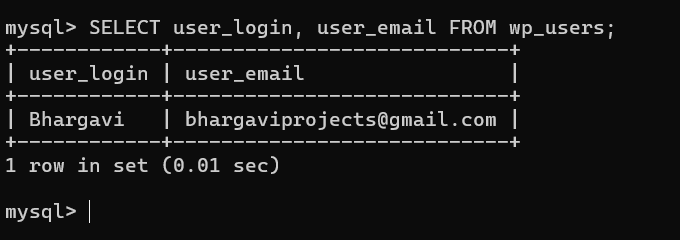 mysql> SELECT user_login, user_email FROM wp_users;
+------------+----------------------------+
| user_login | user_email                 |
+------------+----------------------------+
| Bhargavi   | bhargaviprojects@gmail.com |
+------------+----------------------------+
1 row in set (0.01 sec)
mysql>